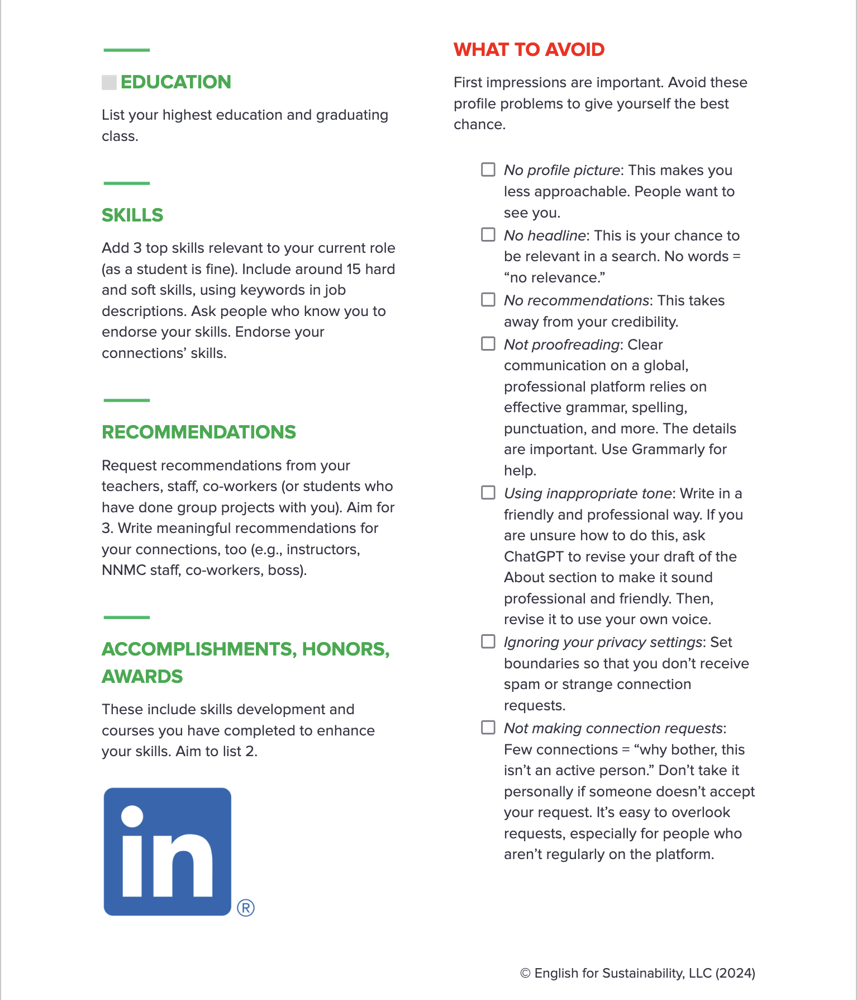 EDUCATION
List your highest education and graduating
class.
SKILLS
Add 3 top skills relevant to your current role
(as a student is fine). Include around 15 hard
and soft skills, using keywords in job
descriptions. Ask people who know you to
endorse your skills. Endorse your
connections’ skills.
RECOMMENDATIONS
Request recommendations from your
teachers, staff, co-workers (or students who
have done group projects with you). Aim for
3. Write meaningful recommendations for
your connections, too (e.g., instructors,
NNMC staff, co-workers, boss).
ACCOMPLISHMENTS, HONORS,
AWARDS
These include skills development and
courses you have completed to enhance
your skills. Aim to list 2.
in
®
WHAT TO AVOID
First impressions are important. Avoid these
profile problems to give yourself the best
chance.
No profile picture: This makes you
less approachable. People want to
see you.
No headline: This is your chance to
be relevant in a search. No words =
“no relevance.”
No recommendations: This takes
away from your credibility.
Not proofreading: Clear
communication on a global,
professional platform relies on
effective grammar, spelling,
punctuation, and more. The details
are important. Use Grammarly for
help.
Using inappropriate tone: Write in a
friendly and professional way. If you
are unsure how to do this, ask
ChatGPT to revise your draft of the
About section to make it sound
professional and friendly. Then,
revise it to use your own voice.
Ignoring your privacy settings: Set
boundaries so that you don’t receive
spam or strange connection
requests.
Not making connection requests:
Few connections = “why bother, this
isn’t an active person.” Don’t take it
personally if someone doesn’t accept
your request. It’s easy to overlook
requests, especially for people who
aren’t regularly on the platform.
© English for Sustainability, LLC (2024)